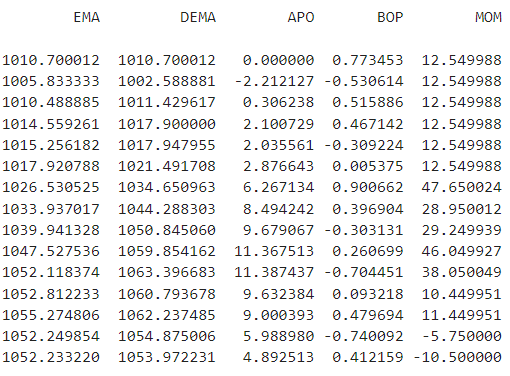 EMA DEMA APO BOP MOM
1010.700012 1010.700012 0.000000 0.773453 12.549988
1005.833333 1002.588881 -2.212127 -0.530614 12.549988
1010.488885 1011.429617 0.306238 0.515886 12.549988
1014.559261 1017.900000 2.100729 0.467142 12.549988
1015.256182 1017.947955 2.035561 -0.309224 12.549988
1017.920788 1021.491708 2.876643 0.005375 12.549988
1026.530525 1034.650963 6.267134 0.900662 47.650024
1033.937017 1044.288303 8.494242 0.396904 28.950012
1039.941328 1050.845060 9.679067 -0.303131 29.249939
1047.527536 1059.854162 11.367513 0.260699 46.049927
1052.118374 1063.396683 11.387437 -0.704451 38.050049
1052.812233 1060.793678 9.632384 0.093218 10.449951
1055.274806 1062.237485 9.000393 0.479694 11.449951
1052.249854 1054.875006 5.988980 -0.740092 -5.750000
1052.233220 1053.972231 4.892513 0.412159 -10.500000